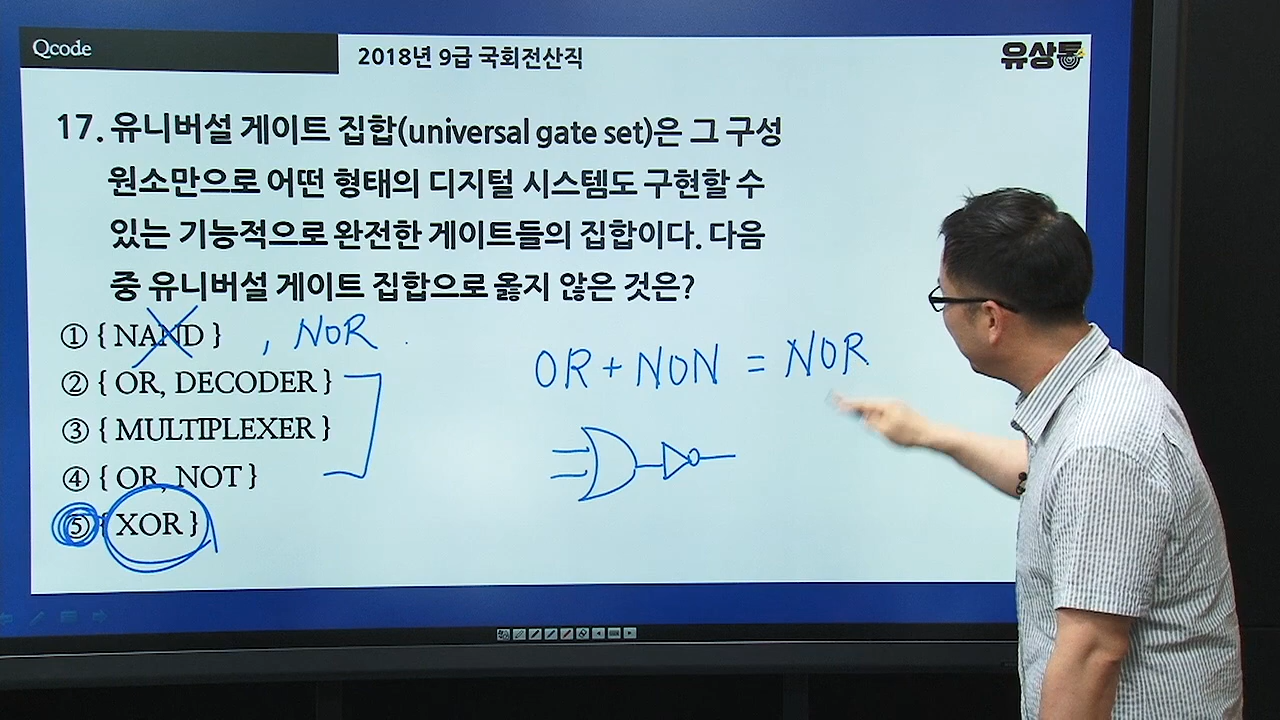 Qcode
2018년 9급 국회전산직
유상통
17. 유니버설 게이트 집합(universal gate set)은 그 구성
원소만으로 어떤 형태의 디지털 시스템도 구현할 수
있는 기능적으로 완전한 게이트들의 집합이다. 다음
중 유니버설 게이트 집합으로 옳지 않은 것은?
① { NAND } , NOR .
② { OR, DECODER }
③ { MULTIPLEXER }
④ { OR, NOT }
⑤ { XOR }
OR + NON = NOR